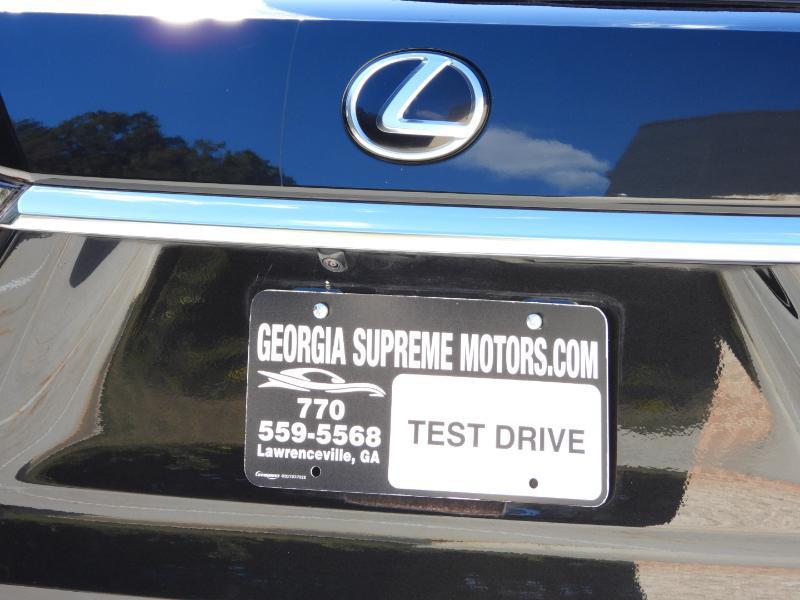 GEORGIA SUPREME MOTORS.COM
770
559-5568
Lawrenceville, GA
TEST DRIVE